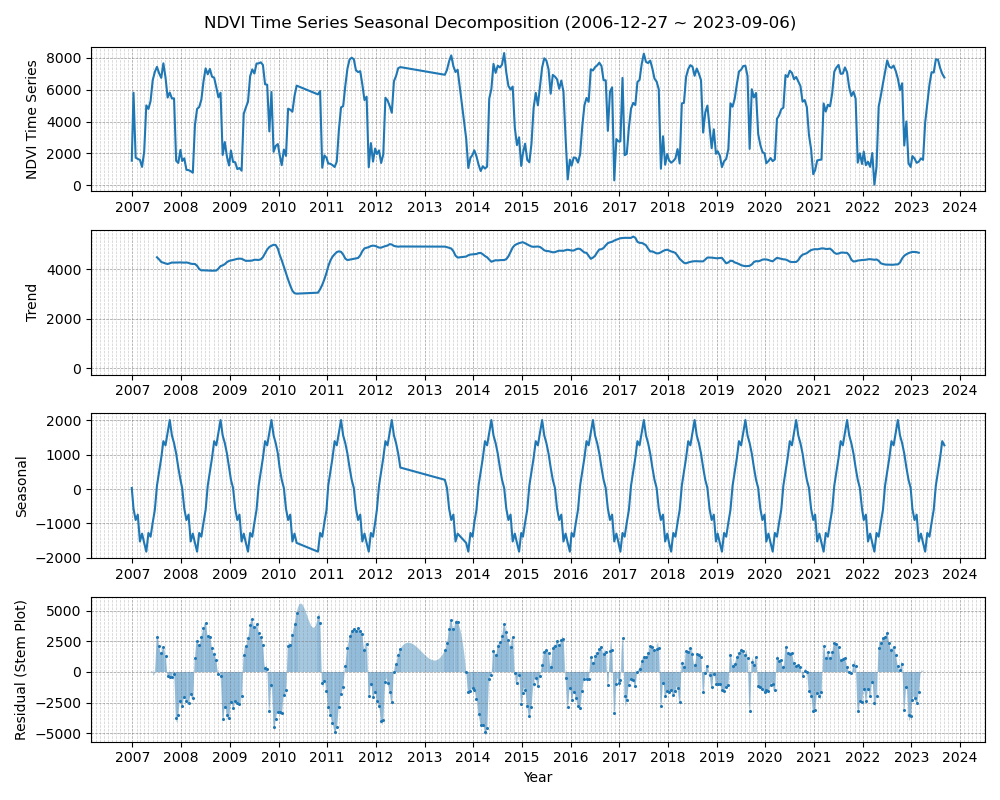 NDVI Time Series Seasonal Decomposition (2006-12-27 ~ 2023-09-06)
NDVI Time Series
8000
6000
4000
2000
0
2007 2008 2009 2010 2011 2012 2013 2014 2015 2016 2017 2018 2019 2020 2021 2022 2023 2024
Trend
4000
2000
0
2007 2008 2009 2010 2011 2012 2013 2014 2015 2016 2017 2018 2019 2020 2021 2022 2023 2024
Seasonal
2000
1000
0
−1000
−2000
2007 2008 2009 2010 2011 2012 2013 2014 2015 2016 2017 2018 2019 2020 2021 2022 2023 2024
Residual (Stem Plot)
5000
2500
0
−2500
−5000
2007 2008 2009 2010 2011 2012 2013 2014 2015 2016 2017 2018 2019 2020 2021 2022 2023 2024
Year